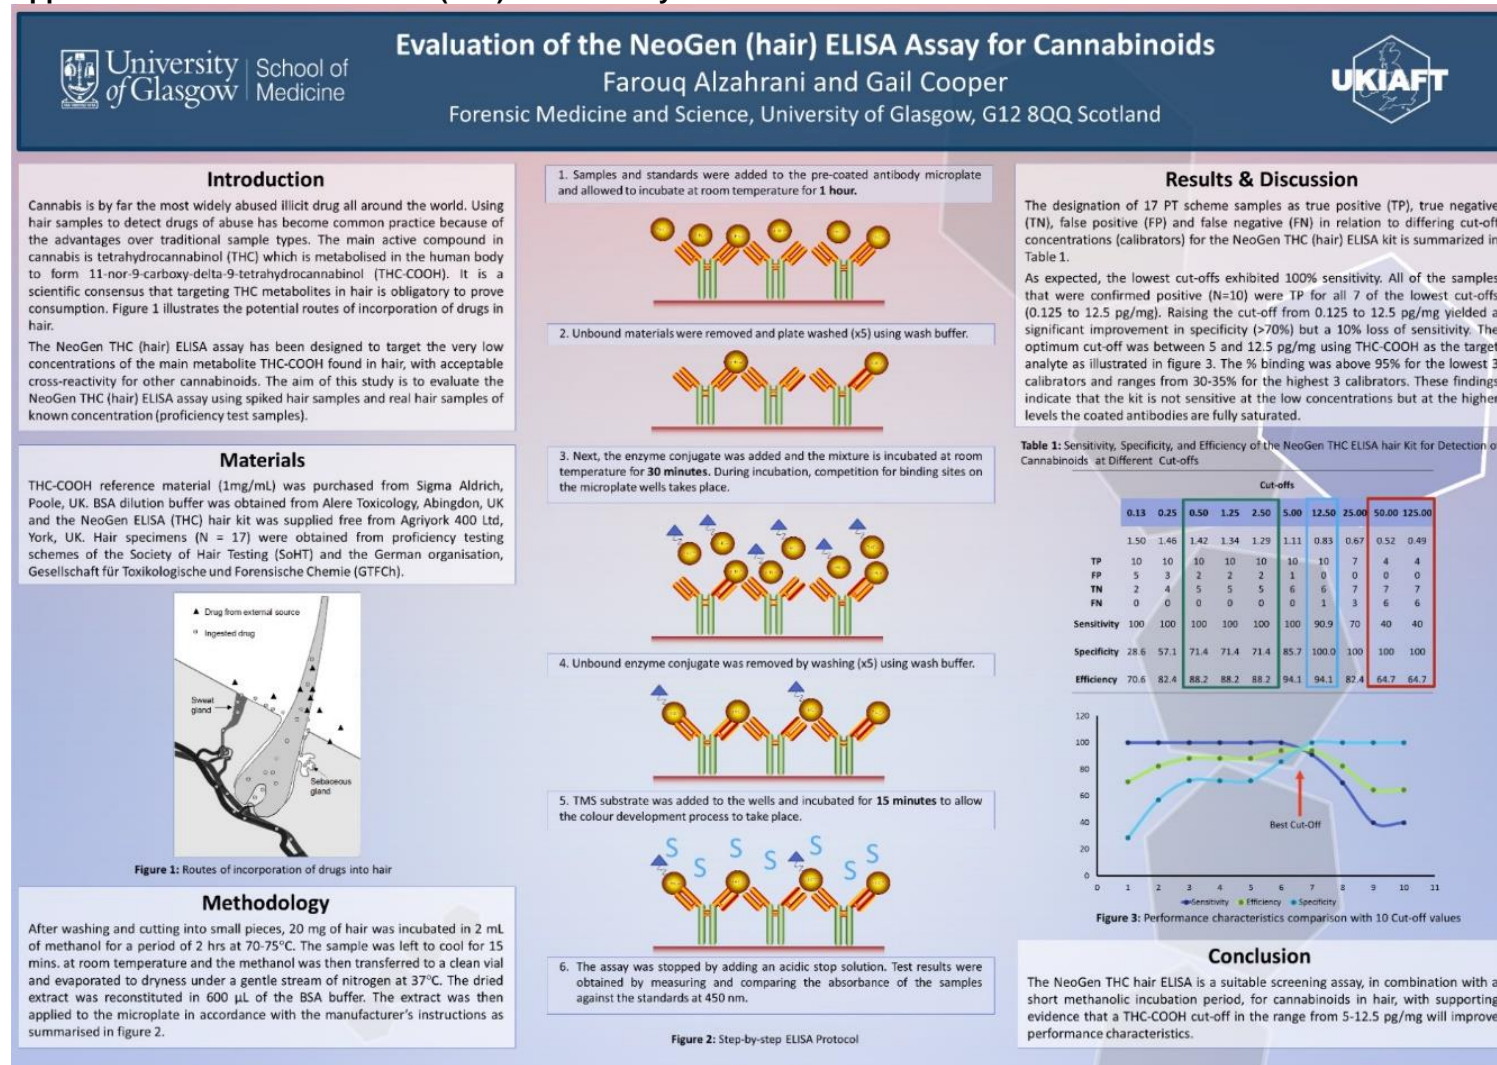 Evaluation of the NeoGen (hair) ELISA Assay for Cannabinoids
Farouq Alzahrani and Gail Cooper
Forensic Medicine and Science, University of Glasgow, G12 8QQ Scotland
University of Glasgow
School of Medicine
UKIAFT
Introduction
Cannabis is by far the most widely abused illicit drug all around the world. Using
hair samples to detect drugs of abuse has become common practice because of
the advantages over traditional sample types. The main active compound in
cannabis is tetrahydrocannabinol (THC) which is metabolised in the human body
to form 11-nor-9-carboxy-delta-9-tetrahydrocannabinol (THC-COOH). It is a
scientific consensus that targeting THC metabolites in hair is obligatory to prove
consumption. Figure 1 illustrates the potential routes of incorporation of drugs in
hair.
The NeoGen THC (hair) ELISA assay has been designed to target the very low
concentrations of the main metabolite THC-COOH found in hair, with acceptable
cross-reactivity for other cannabinoids. The aim of this study is to evaluate the
NeoGen THC (hair) ELISA assay using spiked hair samples and real hair samples of
known concentration (proficiency test samples).
Materials
THC-COOH reference material (1mg/mL) was purchased from Sigma Aldrich,
Poole, UK. BSA dilution buffer was obtained from Alere Toxicology, Abingdon, UK
and the NeoGen ELISA (THC) hair kit was supplied free from Agriyork 400 Ltd,
York, UK. Hair specimens (N = 17) were obtained from proficiency testing
schemes of the Society of Hair Testing (SoHT) and the German organisation,
Gesellschaft für Toxikologische und Forensische Chemie (GTFCh).
Drug from external source
Ingested drug
Sweat
gland
Sebaceous
gland
Figure 1: Routes of incorporation of drugs into hair
Methodology
After washing and cutting into small pieces, 20 mg of hair was incubated in 2 mL
of methanol for a period of 2 hrs at 70-75°C. The sample was left to cool for 15
mins. at room temperature and the methanol was then transferred to a clean vial
and evaporated to dryness under a gentle stream of nitrogen at 37°C. The dried
extract was reconstituted in 600 µL of the BSA buffer. The extract was then
applied to the microplate in accordance with the manufacturer's instructions as
summarised in figure 2.
1. Samples and standards were added to the pre-coated antibody microplate
and allowed to incubate at room temperature for 1 hour.
2. Unbound materials were removed and plate washed (x5) using wash buffer.
3. Next, the enzyme conjugate was added and the mixture is incubated at room
temperature for 30 minutes. During incubation, competition for binding sites on
the microplate wells takes place.
4. Unbound enzyme conjugate was removed by washing (x5) using wash buffer.
5. TMS substrate was added to the wells and incubated for 15 minutes to allow
the colour development process to take place.
S S S S S S S
6. The assay was stopped by adding an acidic stop solution. Test results were
obtained by measuring and comparing the absorbance of the samples
against the standards at 450 nm.
Figure 2: Step-by-step ELISA Protocol
Results & Discussion
The designation of 17 PT scheme samples as true positive (TP), true negative
(TN), false positive (FP) and false negative (FN) in relation to differing cut-off
concentrations (calibrators) for the NeoGen THC (hair) ELISA kit is summarized in
Table 1.
As expected, the lowest cut-offs exhibited 100% sensitivity. All of the samples
that were confirmed positive (N=10) were TP for all 7 of the lowest cut-offs
(0.125 to 12.5 pg/mg). Raising the cut-off from 0.125 to 12.5 pg/mg yielded a
significant improvement in specificity (>70%) but a 10% loss of sensitivity. The
optimum cut-off was between 5 and 12.5 pg/mg using THC-COOH as the target
analyte as illustrated in figure 3. The % binding was above 95% for the lowest 3
calibrators and ranges from 30-35% for the highest 3 calibrators. These findings
indicate that the kit is not sensitive at the low concentrations but at the higher
levels the coated antibodies are fully saturated.
Table 1: Sensitivity, Specificity, and Efficiency of the NeoGen THC ELISA hair Kit for Detection of
Cannabinoids at Different Cut-offs
Cut-offs
0.13 0.25 0.50 1.25 2.50 5.00 12.50 25.00 50.00 125.00
1.50 1.46 1.42 1.34 1.29 1.11 0.83 0.67 0.52 0.49
TP 10 10 10 10 10 10 10 7 4 4
FP 5 3 2 2 2 1 0 0 0 0
TN 2 4 5 5 5 6 6 7 7 7
FN 0 0 0 0 0 0 1 3 6 6
Sensitivity 100 100 100 100 100 100 90.9 70 40 40
Specificity 28.6 57.1 71.4 71.4 71.4 85.7 100.0 100 100 100
Efficiency 70.6 82.4 88.2 88.2 88.2 94.1 94.1 82.4 64.7 64.7
120
100
80
60
40
20
0
Best Cut-Off
0 1 2 3 4 5 6 7 8 9 10 11
Sensitivity Efficiency Specificity
Figure 3: Performance characteristics comparison with 10 Cut-off values
Conclusion
The NeoGen THC hair ELISA is a suitable screening assay, in combination with a
short methanolic incubation period, for cannabinoids in hair, with supporting
evidence that a THC-COOH cut-off in the range from 5-12.5 pg/mg will improve
performance characteristics.